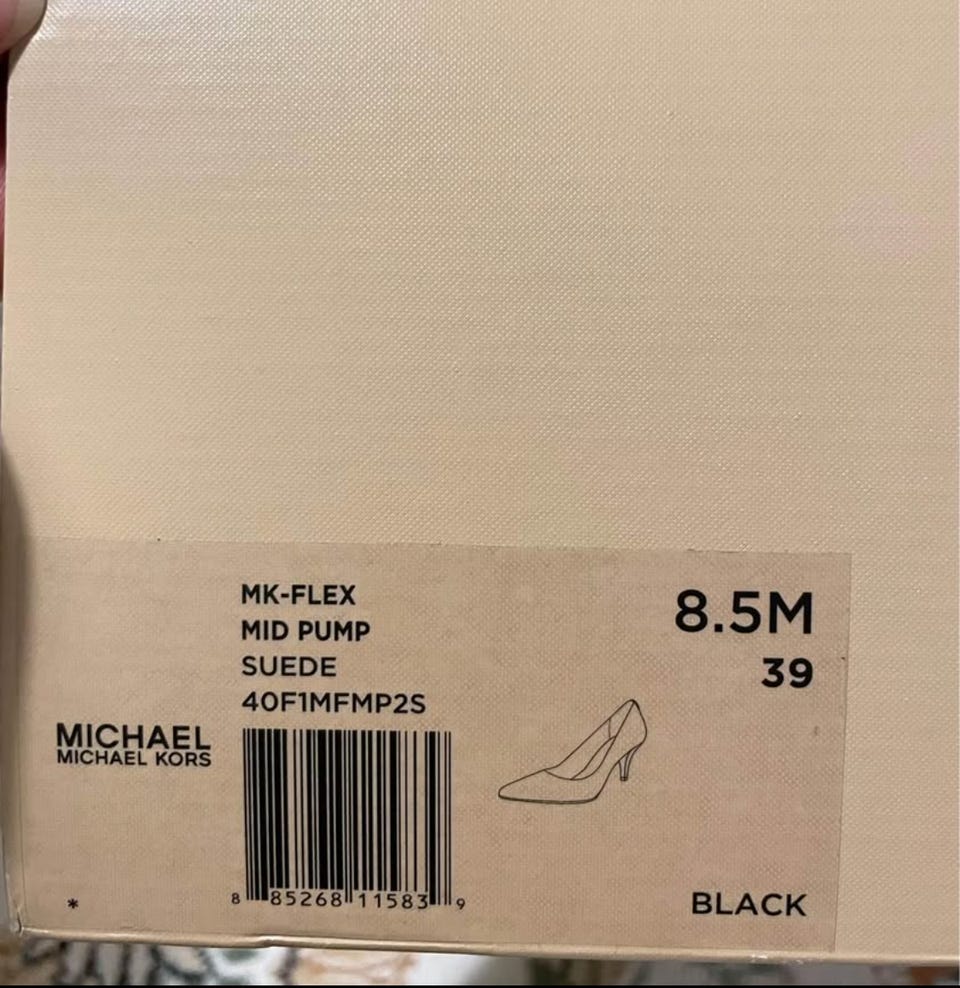 MK-FLEX
MID PUMP
SUEDE
40F1MFMP2S
8.5M
39
MICHAEL
MICHAEL KORS
8 85268 11583 9
*
BLACK